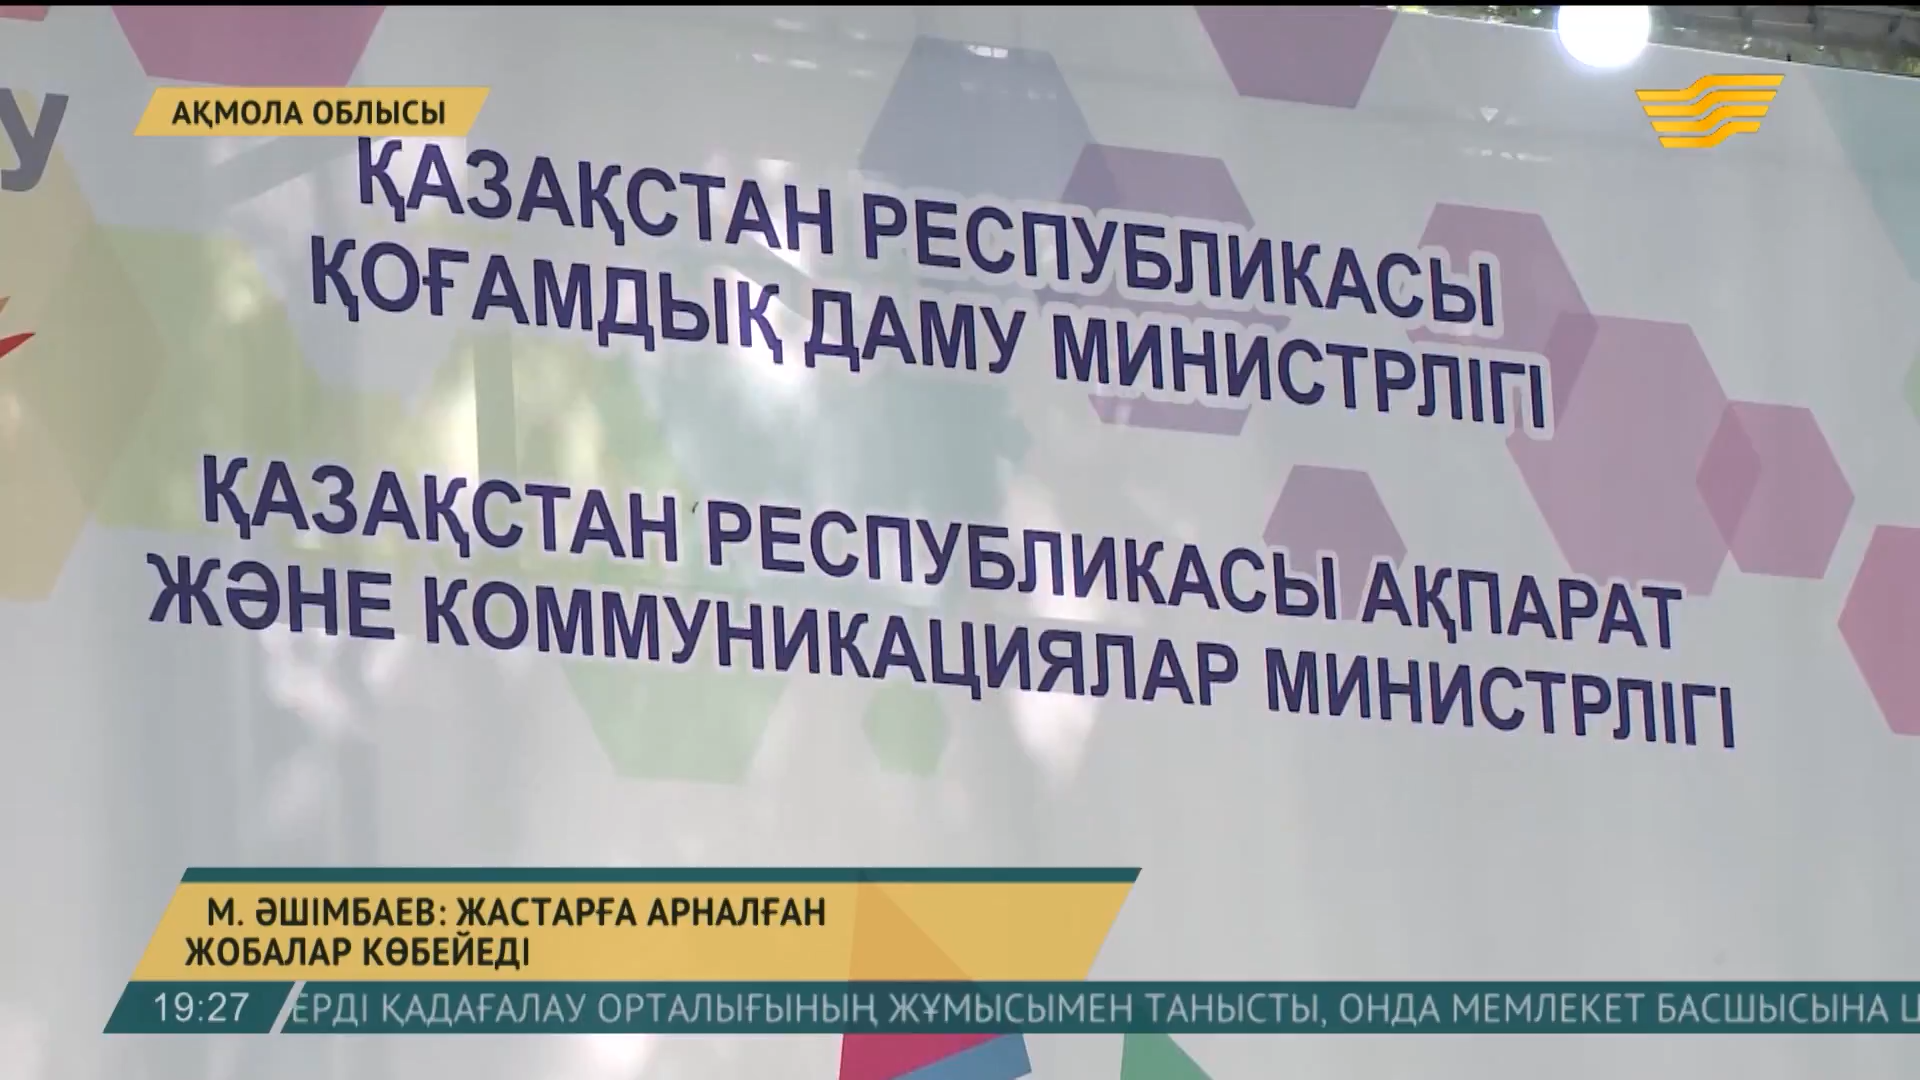 АҚМОЛА ОБЛЫСЫ
ҚАЗАҚСТАН РЕСПУБЛИКАСЫ
ҚОҒАМДЫҚ ДАМУ МИНИСТРЛІГІ
ҚАЗАҚСТАН РЕСПУБЛИКАСЫ АҚПАРАТ
ЖӘНЕ КОММУНИКАЦИЯЛАР МИНИСТРЛІГІ
М. ӘШІМБАЕВ: ЖАСТАРҒА АРНАЛҒАН
ЖОБАЛАР КӨБЕЙЕДІ
19:27
ЕРДІ ҚАДАҒАЛАУ ОРТАЛЫҒЫНЫҢ ЖҰМЫСЫМЕН ТАНЫСТЫ, ОНДА МЕМЛЕКЕТ БАСШЫСЫНА